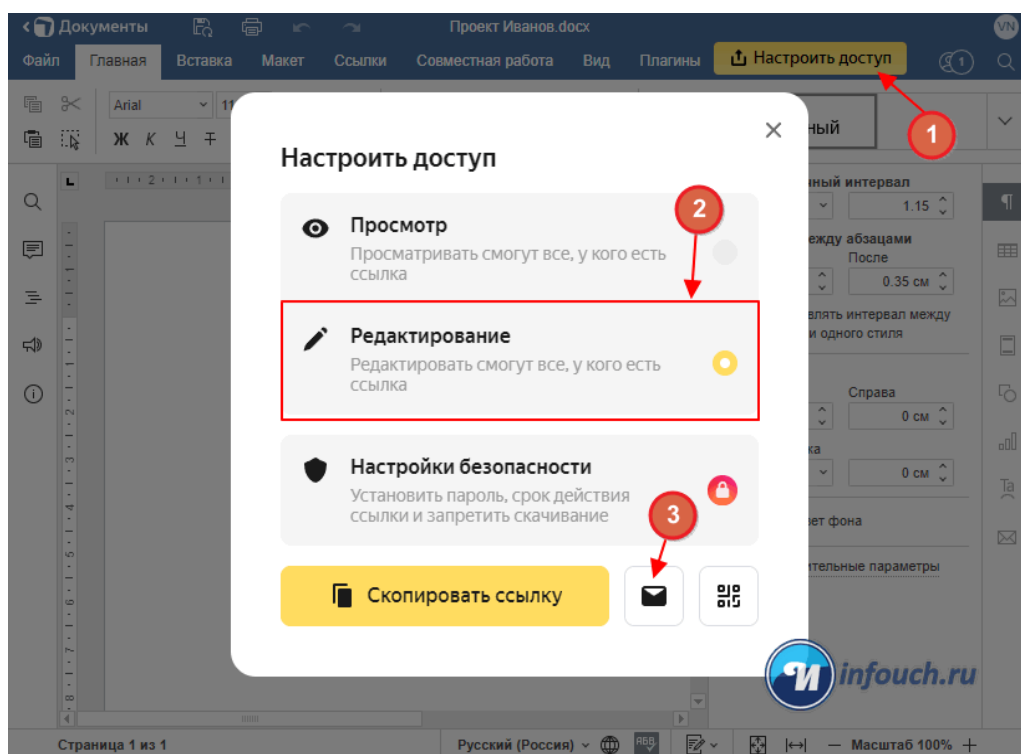 Документы
Проект Иванов.docx
VN
Файл Главная Вставка Макет Ссылки Совместная работа Вид Плагины Настроить доступ 1
Arial 11
Ж К Ч Т
ный
1
Настроить доступ
нный интервал
1.15
2
Просмотр
Просматривать смогут все, у кого есть
ссылка
ежду абзацами
После
0.35 см
влять интервал между
и одного стиля
Редактирование
Редактировать смогут все, у кого есть
ссылка
Справа
0 см
ка
0 см
Настройки безопасности
Установить пароль, срок действия
ссылки и запретить скачивание
3
ет фона
ительные параметры
Скопировать ссылку
И infouch.ru
Страница 1 из 1 Русский (Россия) АБВ Масштаб 100%